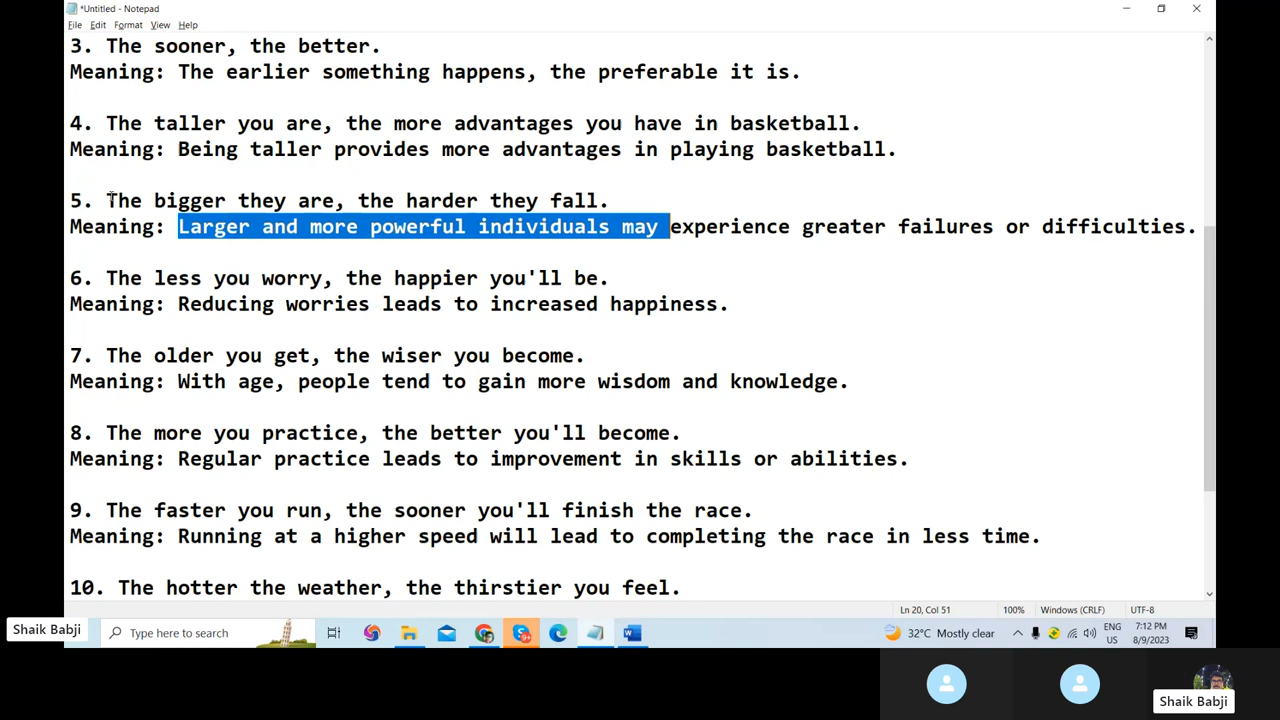 *Untitled - Notepad
File Edit Format View Help
3. The sooner, the better.
Meaning: The earlier something happens, the preferable it is.
4. The taller you are, the more advantages you have in basketball.
Meaning: Being taller provides more advantages in playing basketball.
5. The bigger they are, the harder they fall.
Meaning: Larger and more powerful individuals may experience greater failures or difficulties.
6. The less you worry, the happier you'll be.
Meaning: Reducing worries leads to increased happiness.
7. The older you get, the wiser you become.
Meaning: With age, people tend to gain more wisdom and knowledge.
8. The more you practice, the better you'll become.
Meaning: Regular practice leads to improvement in skills or abilities.
9. The faster you run, the sooner you'll finish the race.
Meaning: Running at a higher speed will lead to completing the race in less time.
10. The hotter the weather, the thirstier you feel.
Ln 20, Col 51 100% Windows (CRLF) UTF-8
Shaik Babji
Type here to search
32°C Mostly clear
ENG
US
7:12 PM
8/9/2023
Shaik Babji